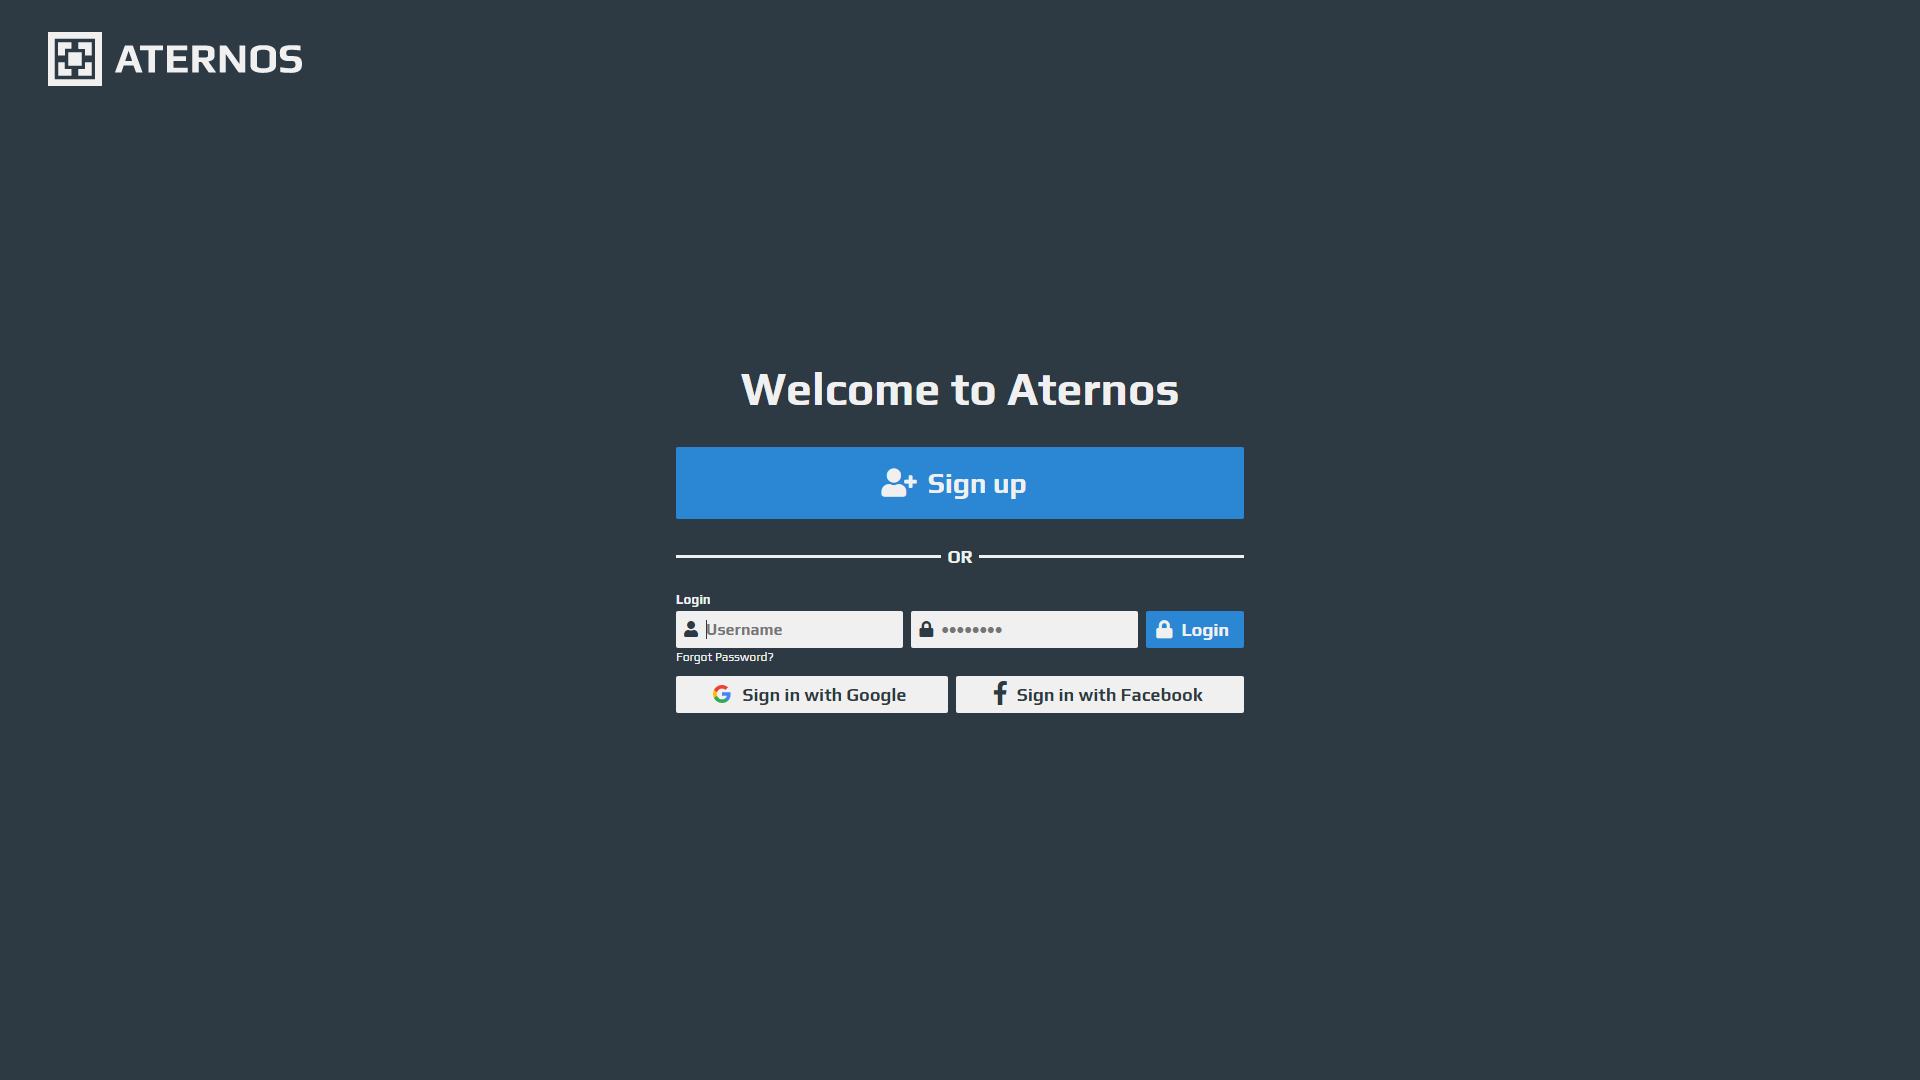 ATERNOS
Welcome to Aternos
Sign up
OR
Login
Username
••••••••
Login
Forgot Password?
Sign in with Google
Sign in with Facebook